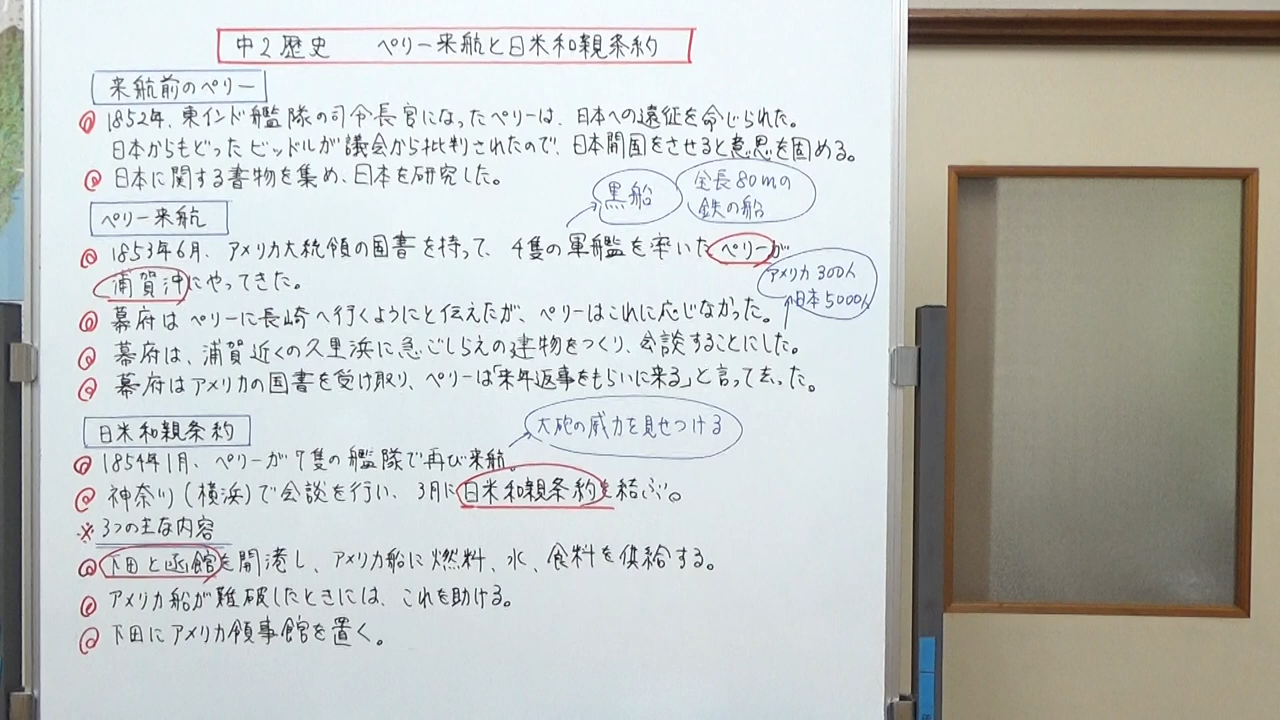 中2歴史 ペリー来航と日米和親条約
来航前のペリー
1852年、東インド艦隊の司令長官になったペリーは、日本への遠征を命じられた。
日本からもどったビッドルが議会から批判されたので、日本開国をさせると意思を固める。
日本に関する書物を集め、日本を研究した。
黒船
全長80mの
鉄の船
ペリー来航
1853年6月、アメリカ大統領の国書を持って、4隻の軍艦を率いたペリーが
浦賀沖にやってきた。
アメリカ300人
日本5000人
幕府はペリーに長崎へ行くようにと伝えたが、ペリーはこれに応じなかった。
幕府は、浦賀近くの久里浜に急ごしらえの建物をつくり、会談することにした。
幕府はアメリカの国書を受け取り、ペリーは「来年返事をもらいに来る」と言って去った。
日米和親条約
大砲の威力を見せつける
1854年1月、ペリーが7隻の艦隊で再び来航。
神奈川(横浜)で会談を行い、3月に日米和親条約を結ぶ。
※3つの主な内容
下田と函館を開港し、アメリカ船に燃料、水、食料を供給する。
アメリカ船が難破したときには、これを助ける。
下田にアメリカ領事館を置く。